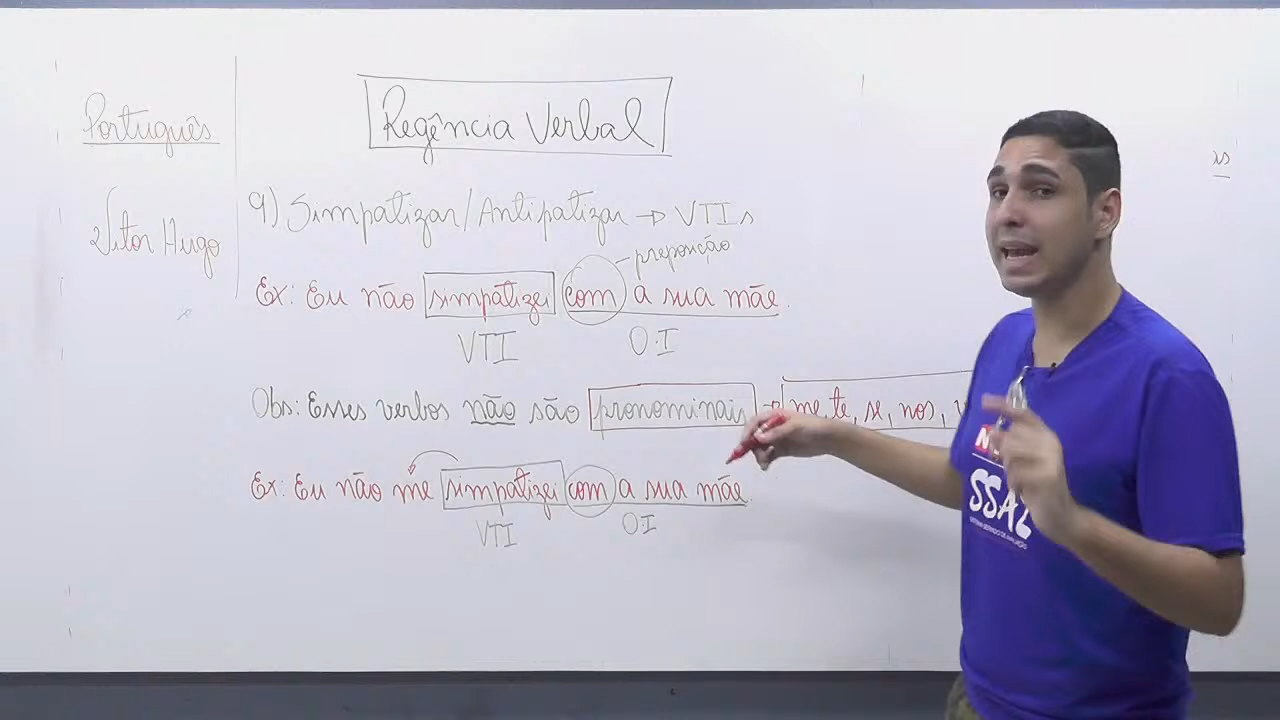 Português
Vitor Hugo
Regência Verbal
9) Simpatizar/Antipatizar → VTIs
preposição
Ex: Eu não simpatizei com a sua mãe.
VTI O.I
Obs: Esses verbos não são pronominais → me, te, se, nos, v
Ex: Eu não me simpatizei com a sua mãe.
VTI OI